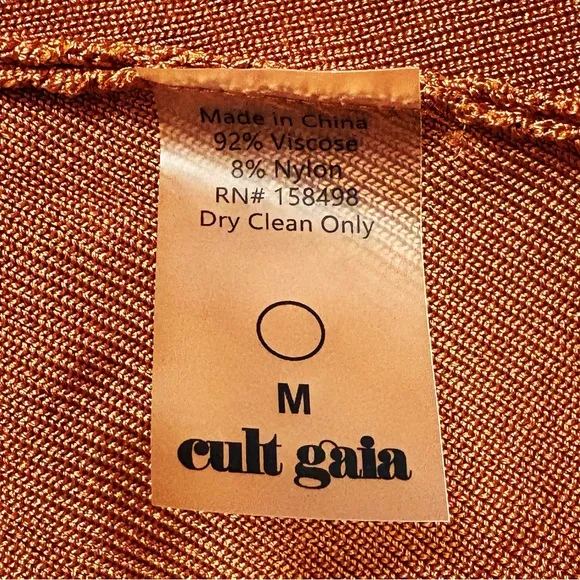 Made in China
92% Viscose
8% Nylon
RN# 158498
Dry Clean Only
M
cult gaia